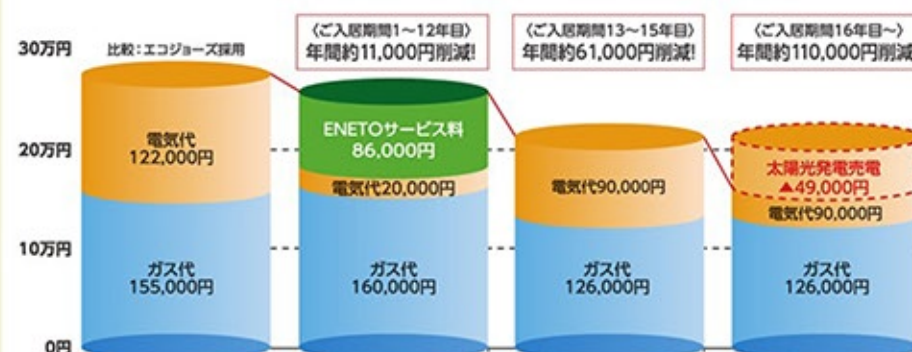 〈ご入居期間1〜12年目〉
年間約11,000円削減!
〈ご入居期間13〜15年目〉
年間約61,000円削減!
〈ご入居期間16年目〜〉
年間約110,000円削減
30万円
比較:エコジョーズ採用
20万円
10万円
0円
電気代
122,000円
ガス代
155,000円
ENETOサービス料
86,000円
電気代20,000円
ガス代
160,000円
電気代90,000円
ガス代
126,000円
太陽光発電売電
▲49,000円
電気代90,000円
ガス代
126,000円